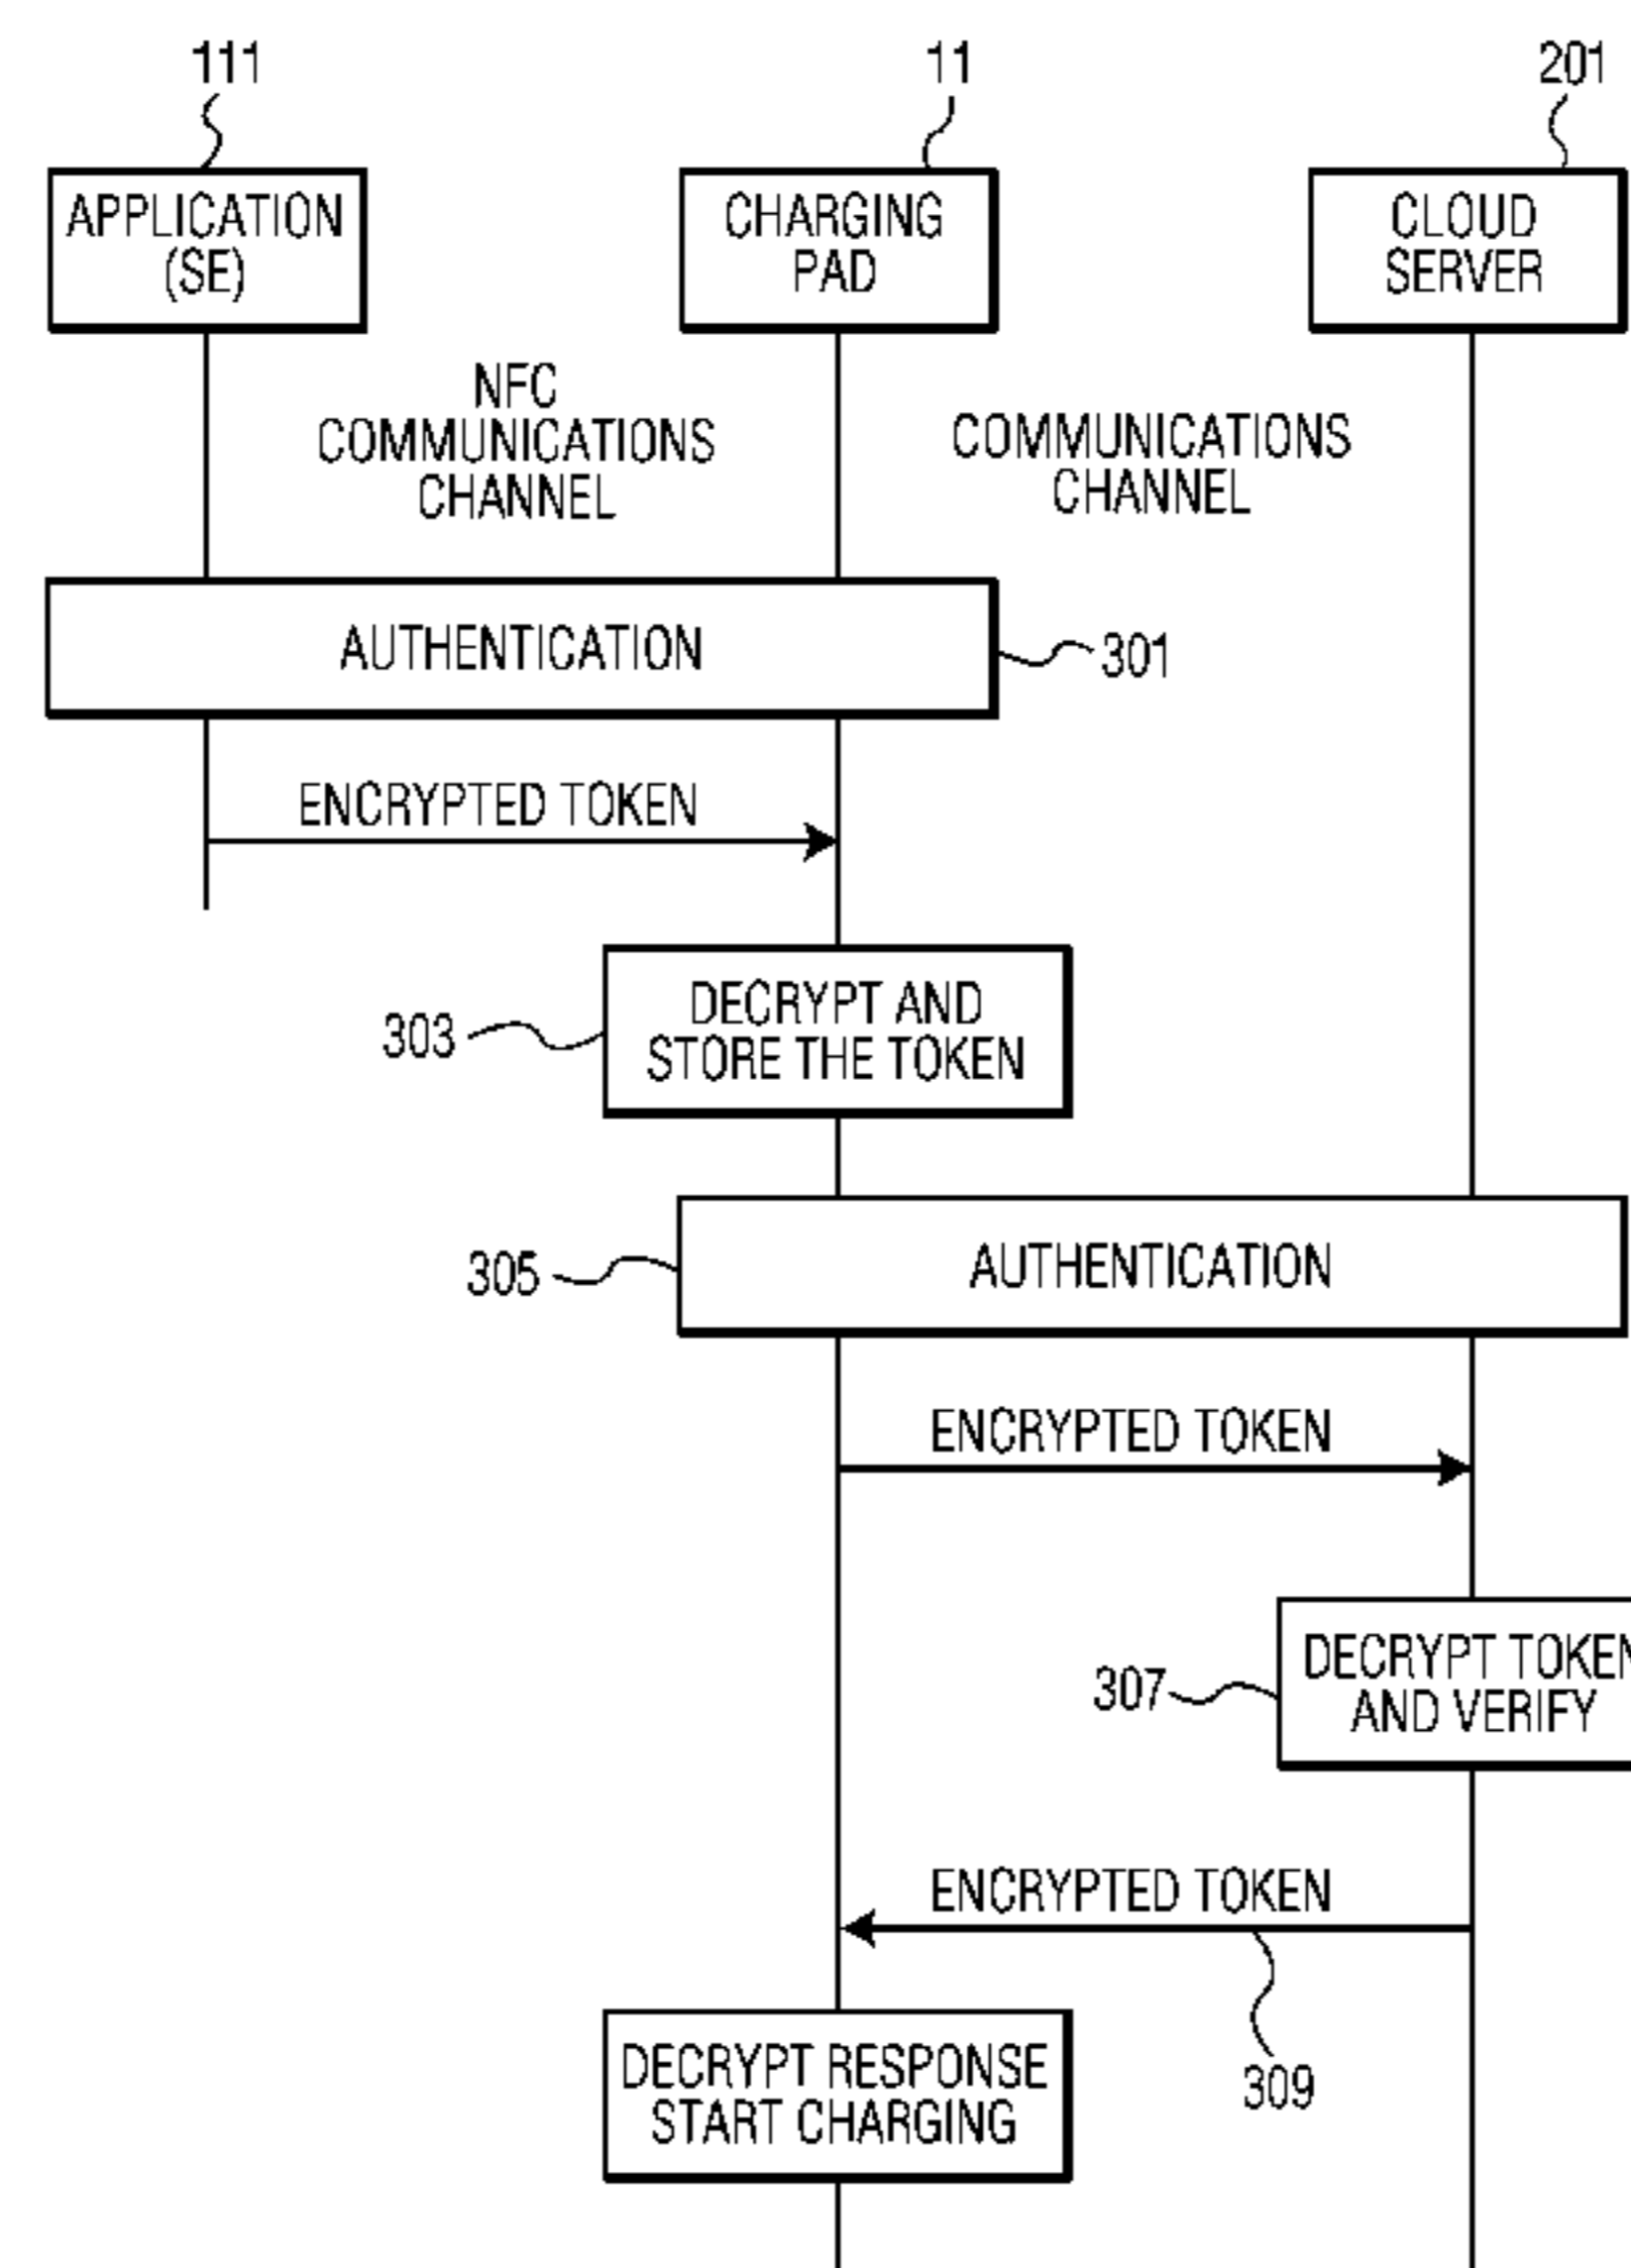 111
11
201
APPLICATION
(SE)
CHARGING
PAD
CLOUD
SERVER
NFC
COMMUNICATIONS
CHANNEL
COMMUNICATIONS
CHANNEL
AUTHENTICATION
301
ENCRYPTED TOKEN
303
DECRYPT AND
STORE THE TOKEN
305
AUTHENTICATION
ENCRYPTED TOKEN
307
DECRYPT TOKEN
AND VERIFY
ENCRYPTED TOKEN
309
DECRYPT RESPONSE
START CHARGING